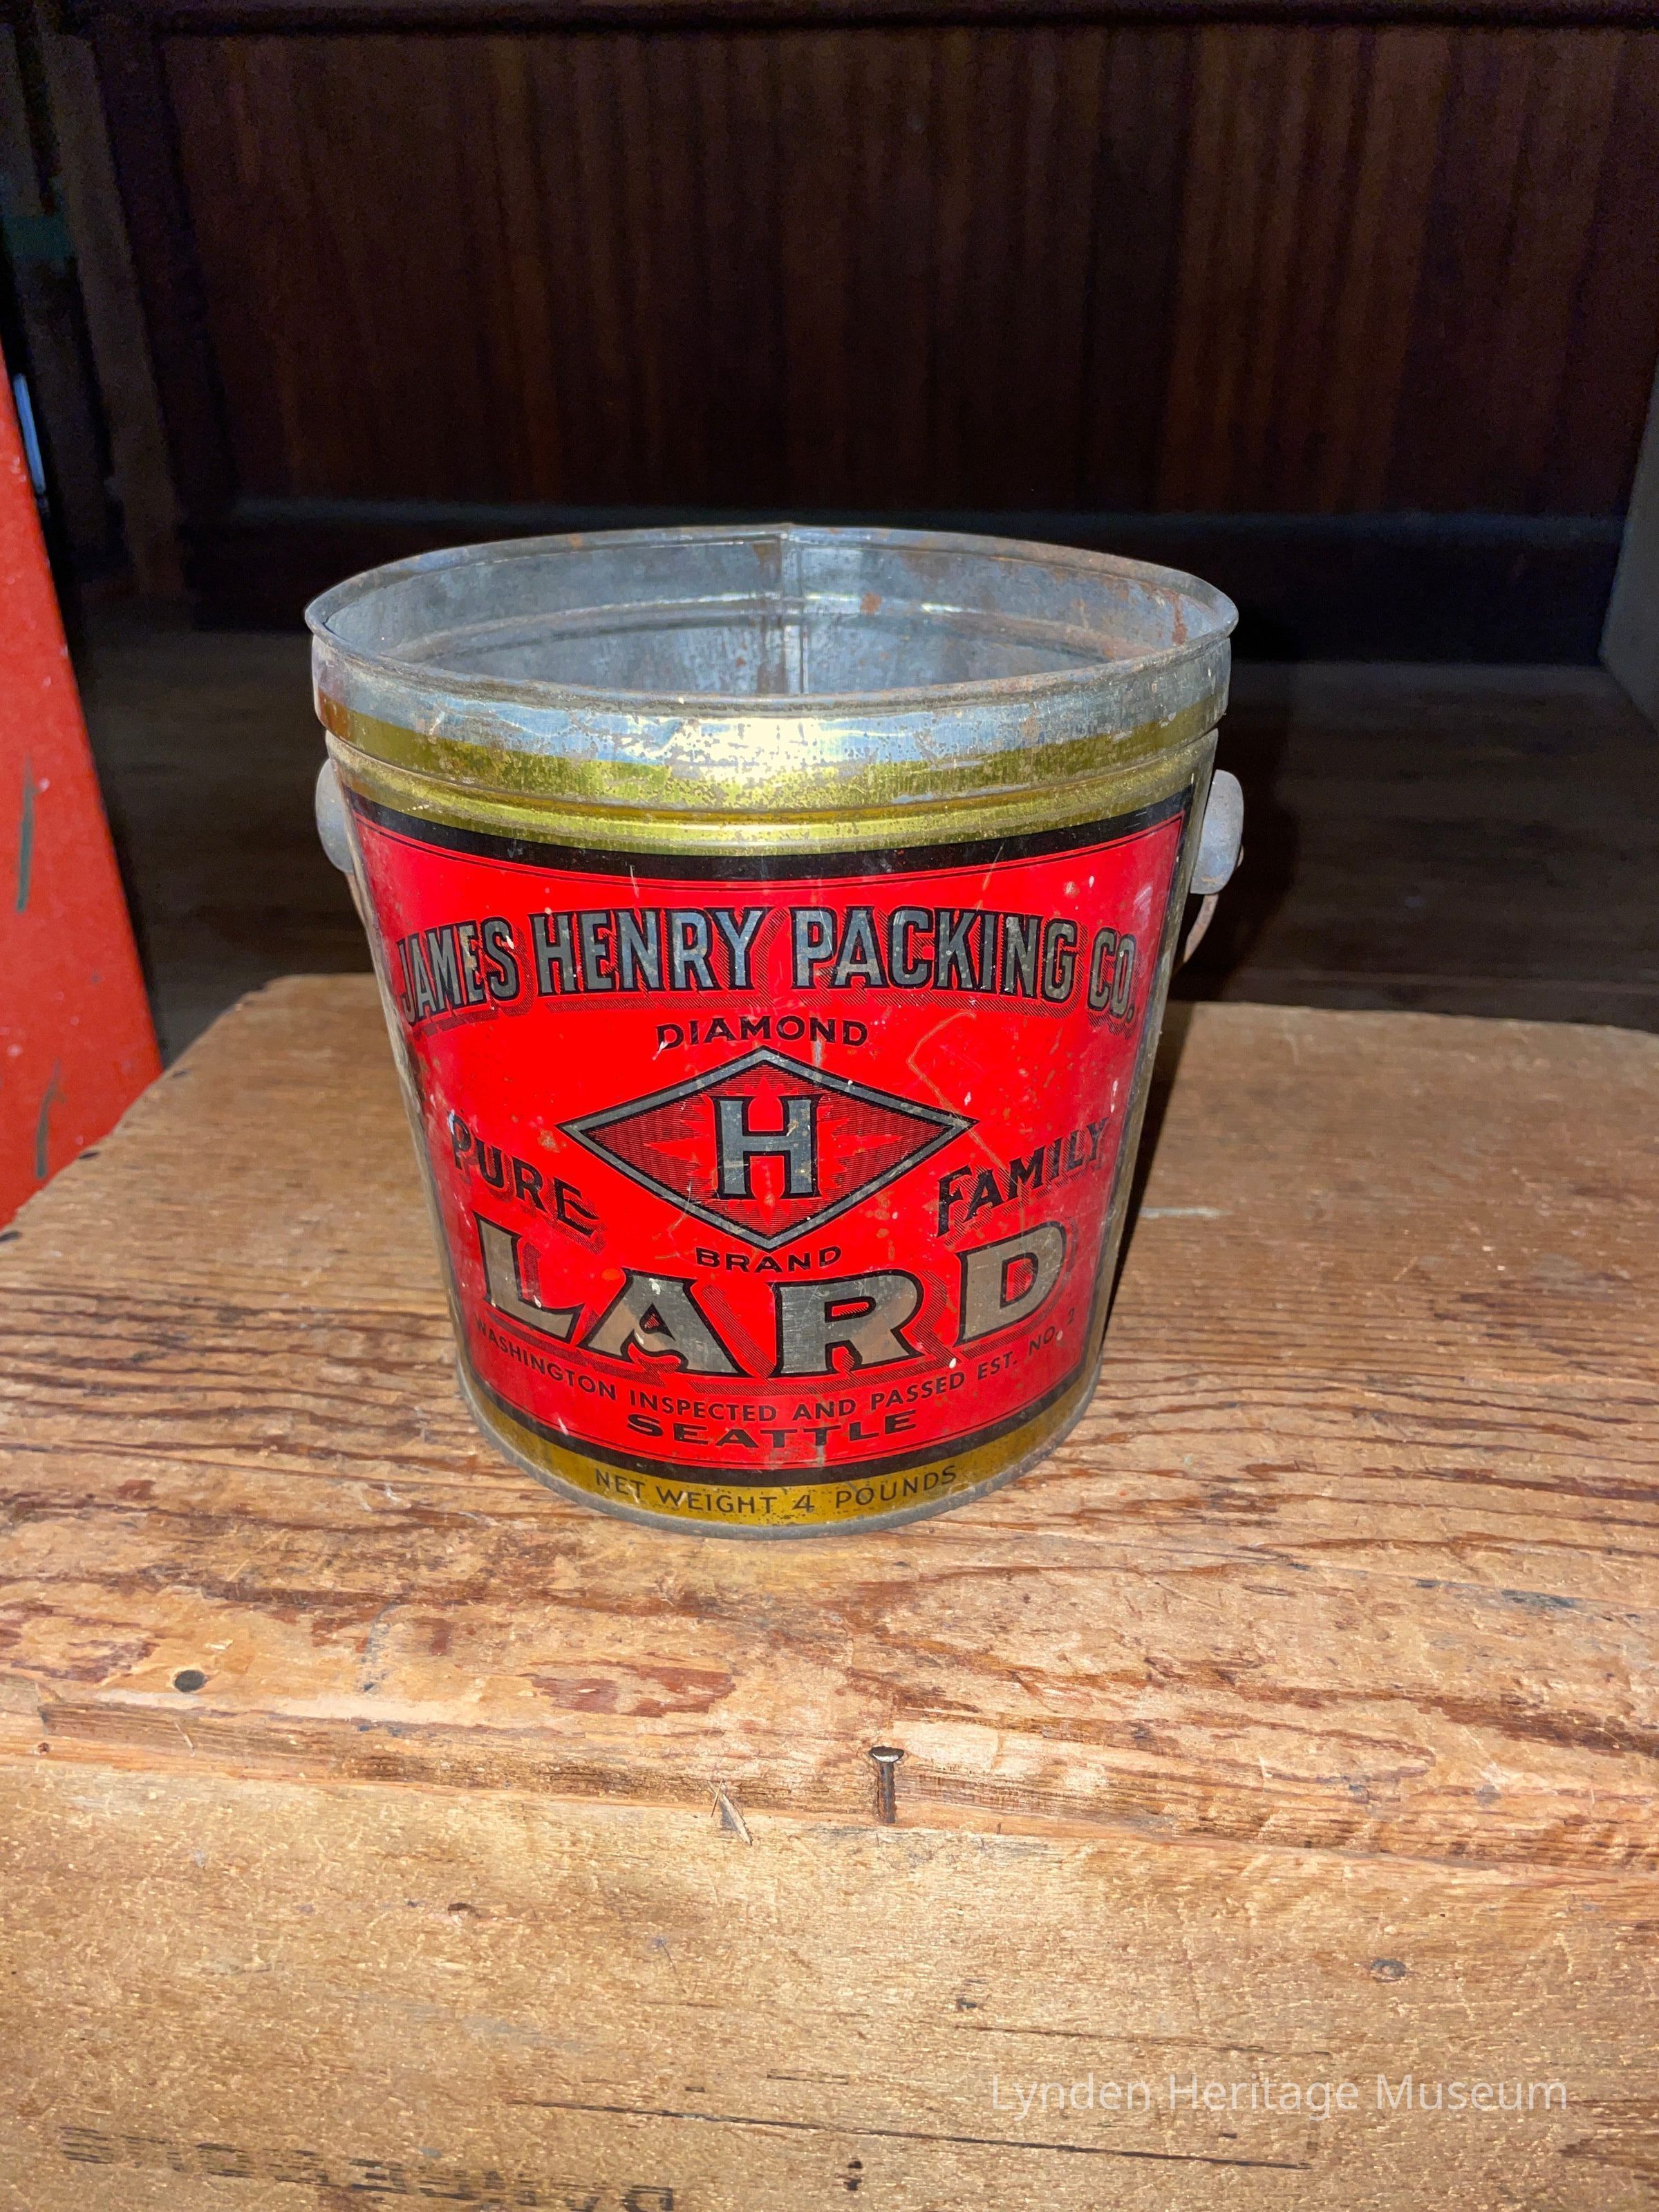 JAMES HENRY PACKING CO.
DIAMOND
H
PURE
FAMILY
BRAND
LARD
WASHINGTON INSPECTED AND PASSED EST. NO. 2
SEATTLE
NET WEIGHT 4 POUNDS
Lynden Heritage Museum
DANGEROUS